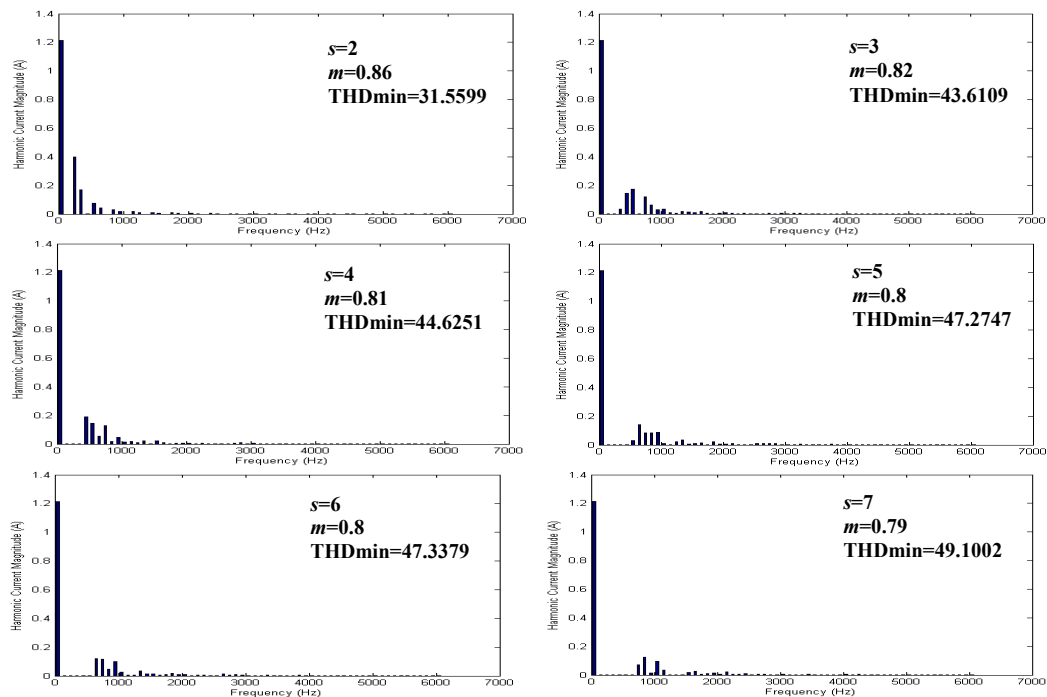 1.4
1.2
1
0.8
0.6
0.4
0.2
0
Harmonic Current Magnitude (A)
s=2
m=0.86
THDmin=31.5599
0 1000 2000 3000 4000 5000 6000 7000
Frequency (Hz)
1.4
1.2
1
0.8
0.6
0.4
0.2
0
Harmonic Current Magnitude (A)
s=3
m=0.82
THDmin=43.6109
0 1000 2000 3000 4000 5000 6000 7000
Frequency (Hz)
1.4
1.2
1
0.8
0.6
0.4
0.2
0
Harmonic Current Magnitude (A)
s=4
m=0.81
THDmin=44.6251
0 1000 2000 3000 4000 5000 6000 7000
Frequency (Hz)
1.4
1.2
1
0.8
0.6
0.4
0.2
0
Harmonic Current Magnitude (A)
s=5
m=0.8
THDmin=47.2747
0 1000 2000 3000 4000 5000 6000 7000
Frequency (Hz)
1.4
1.2
1
0.8
0.6
0.4
0.2
0
Harmonic Current Magnitude (A)
s=6
m=0.8
THDmin=47.3379
0 1000 2000 3000 4000 5000 6000 7000
Frequency (Hz)
1.4
1.2
1
0.8
0.6
0.4
0.2
0
Harmonic Current Magnitude (A)
s=7
m=0.79
THDmin=49.1002
0 1000 2000 3000 4000 5000 6000 7000
Frequency (Hz)